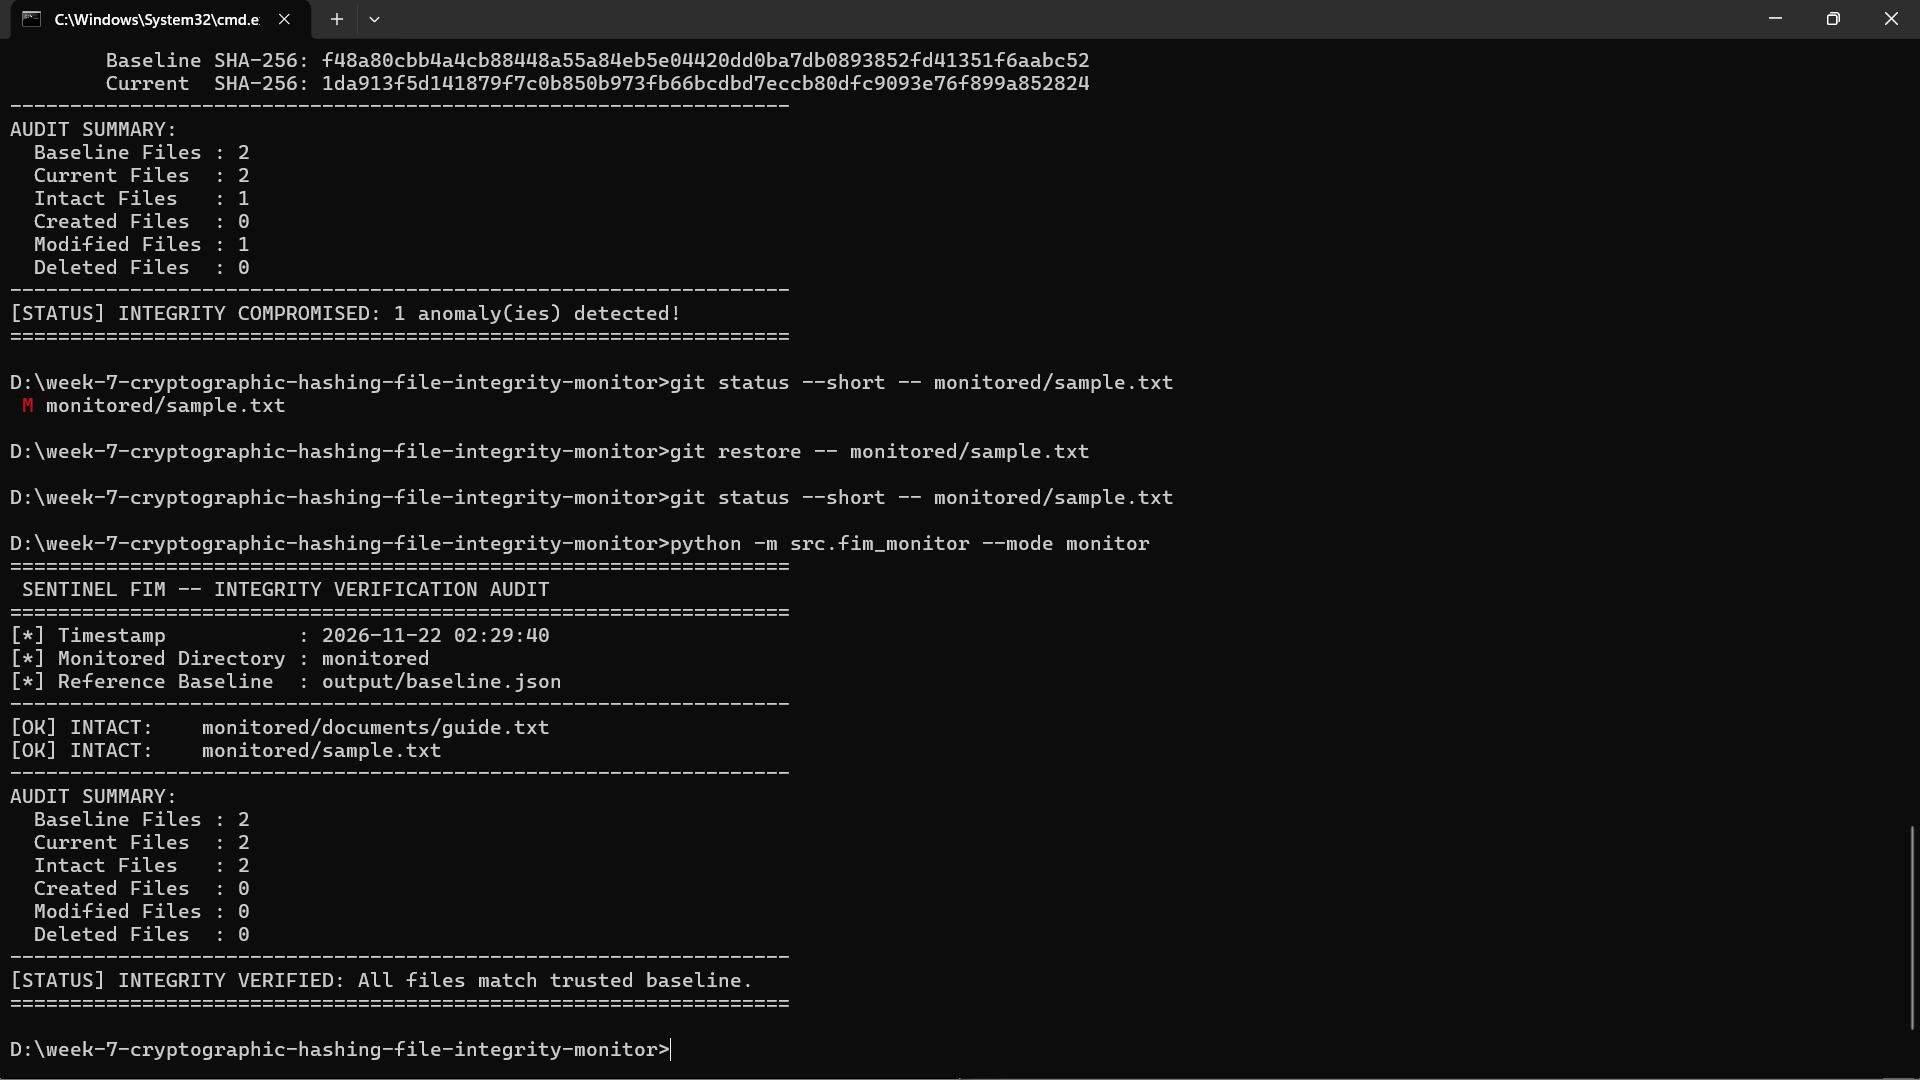 C:\Windows\System32\cmd.e
Baseline SHA-256: f48a80cbb4a4cb88448a55a84eb5e04420dd0ba7db0893852fd41351f6aabc52
Current  SHA-256: 1da913f5d141879f7c0b850b973fb66bcdbd7eccb80dfc9093e76f899a852824
-----------------------------------------------------------------
AUDIT SUMMARY:
  Baseline Files : 2
  Current Files  : 2
  Intact Files   : 1
  Created Files  : 0
  Modified Files : 1
  Deleted Files  : 0
-----------------------------------------------------------------
[STATUS] INTEGRITY COMPROMISED: 1 anomaly(ies) detected!
=================================================================
D:\week-7-cryptographic-hashing-file-integrity-monitor>git status --short -- monitored/sample.txt
 M monitored/sample.txt
D:\week-7-cryptographic-hashing-file-integrity-monitor>git restore -- monitored/sample.txt
D:\week-7-cryptographic-hashing-file-integrity-monitor>git status --short -- monitored/sample.txt
D:\week-7-cryptographic-hashing-file-integrity-monitor>python -m src.fim_monitor --mode monitor
=================================================================
 SENTINEL FIM -- INTEGRITY VERIFICATION AUDIT
=================================================================
[*] Timestamp           : 2026-11-22 02:29:40
[*] Monitored Directory : monitored
[*] Reference Baseline  : output/baseline.json
-----------------------------------------------------------------
[OK] INTACT:    monitored/documents/guide.txt
[OK] INTACT:    monitored/sample.txt
-----------------------------------------------------------------
AUDIT SUMMARY:
  Baseline Files : 2
  Current Files  : 2
  Intact Files   : 2
  Created Files  : 0
  Modified Files : 0
  Deleted Files  : 0
-----------------------------------------------------------------
[STATUS] INTEGRITY VERIFIED: All files match trusted baseline.
=================================================================
D:\week-7-cryptographic-hashing-file-integrity-monitor>